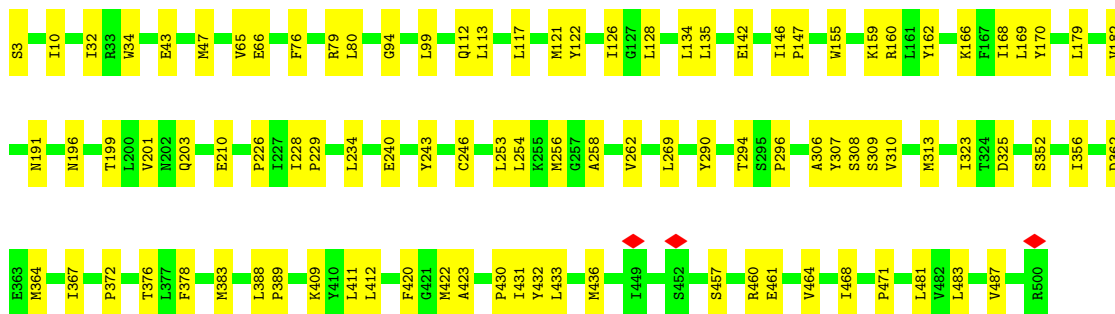 S3 I10 I32 R33 W34 E43 M47 V65 E66 F76 R79 L80 G94 L99 Q112 L113 L117 M121 Y122 I126 G127 L128 L134 L135 E142 I146 P147 W155 K159 R160 L161 Y162 K166 F167 I168 L169 Y170 L179
N191 N196 T199 L200 V201 N202 Q203 E210 P226 I227 I228 P229 L234 E240 Y243 C246 L253 L254 K255 M256 G257 A258 V262 L269 Y290 T294 S295 P296 A306 Y307 S308 S309 V310 M313 I323 T324 D325 S352 I356
E363 M364 I367 P372 T376 L377 F378 M383 L388 P389 K409 Y410 L411 L412 F420 G421 M422 A423 P430 I431 Y432 L433 M436 I449 S452 S457 R460 E461 V464 I468 P471 L481 V482 L483 V487 R500